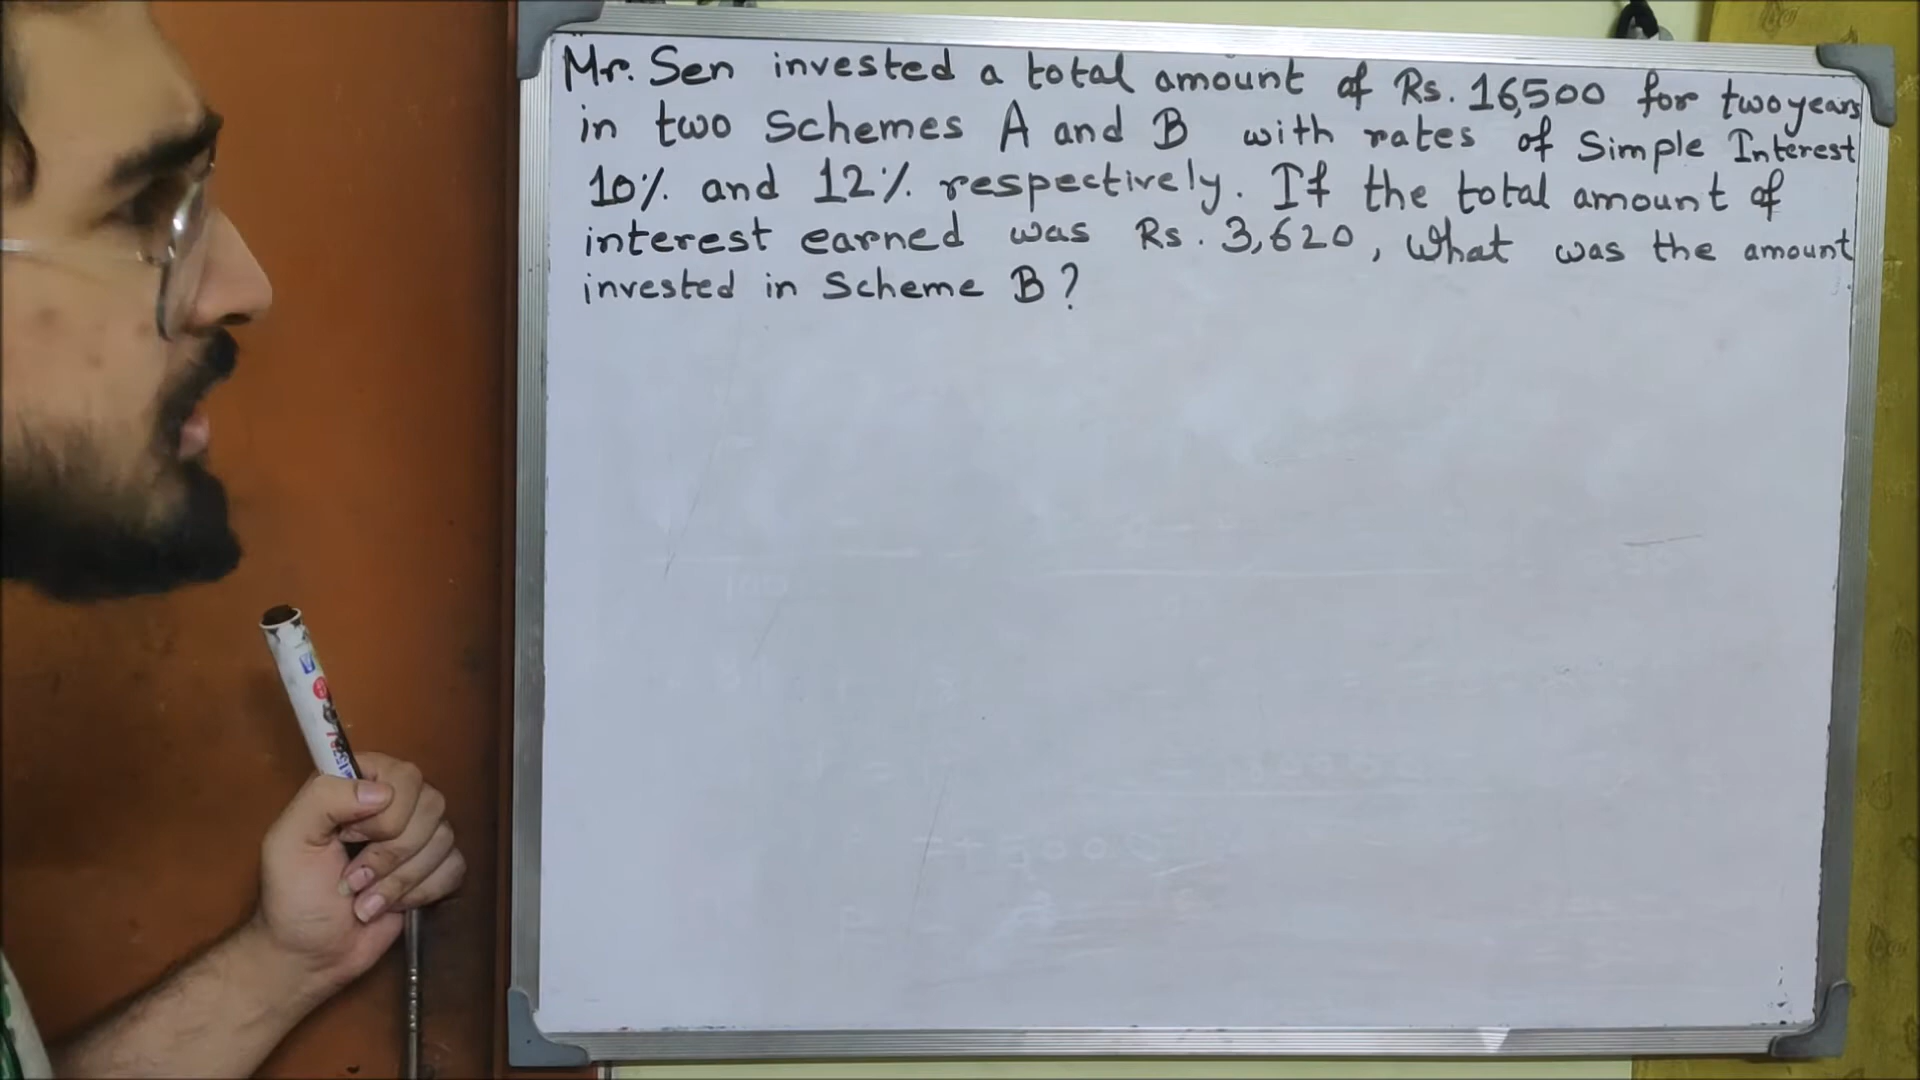 Mr. Sen invested a total amount of Rs. 16,500 for two years
in two Schemes A and B with rates of Simple Interest
10% and 12% respectively. If the total amount of
interest earned was Rs. 3,620, What was the amount
invested in Scheme B?